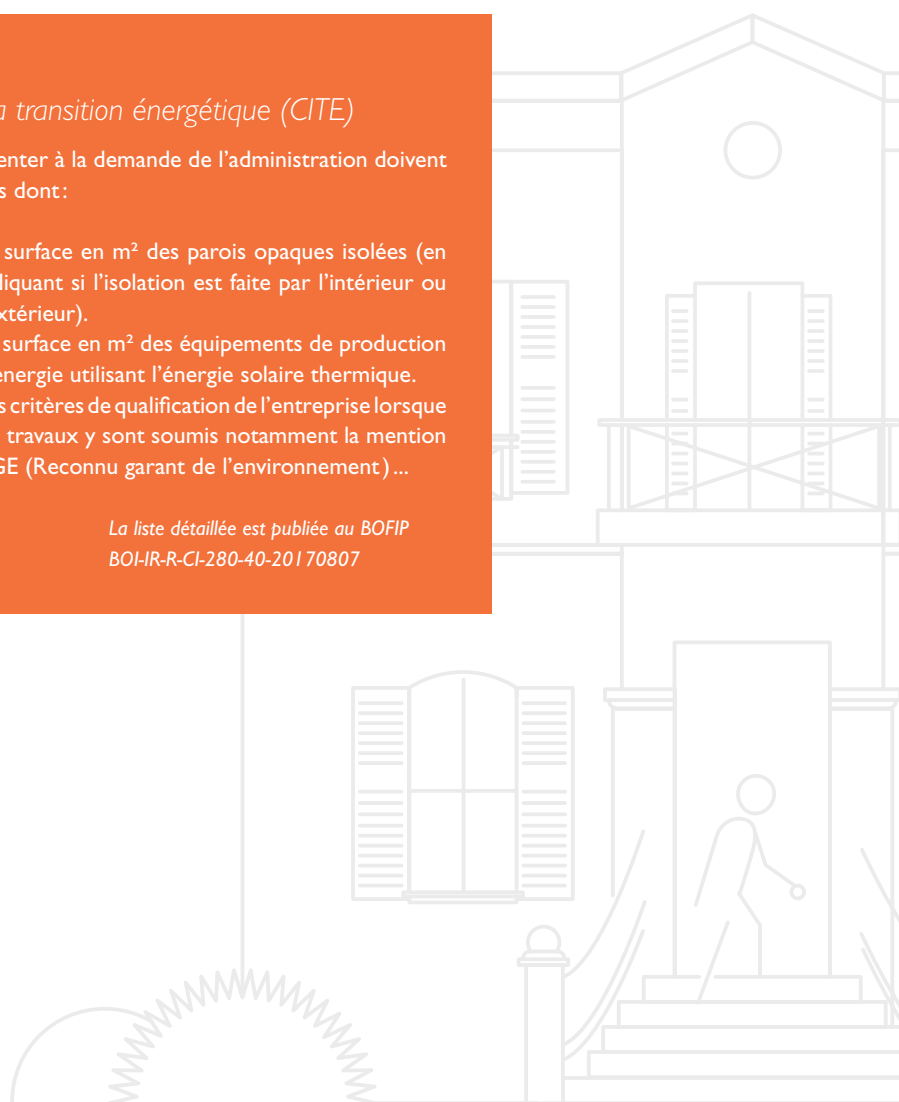 a transition énergétique (CITE)
enter à la demande de l'administration doivent
s dont :
surface en m² des parois opaques isolées (en
liquant si l'isolation est faite par l'intérieur ou
xtérieur).
surface en m² des équipements de production
énergie utilisant l'énergie solaire thermique.
s critères de qualification de l'entreprise lorsque
travaux y sont soumis notamment la mention
GE (Reconnu garant de l'environnement) ...
La liste détaillée est publiée au BOFIP
BOI-IR-R-CI-280-40-20170807